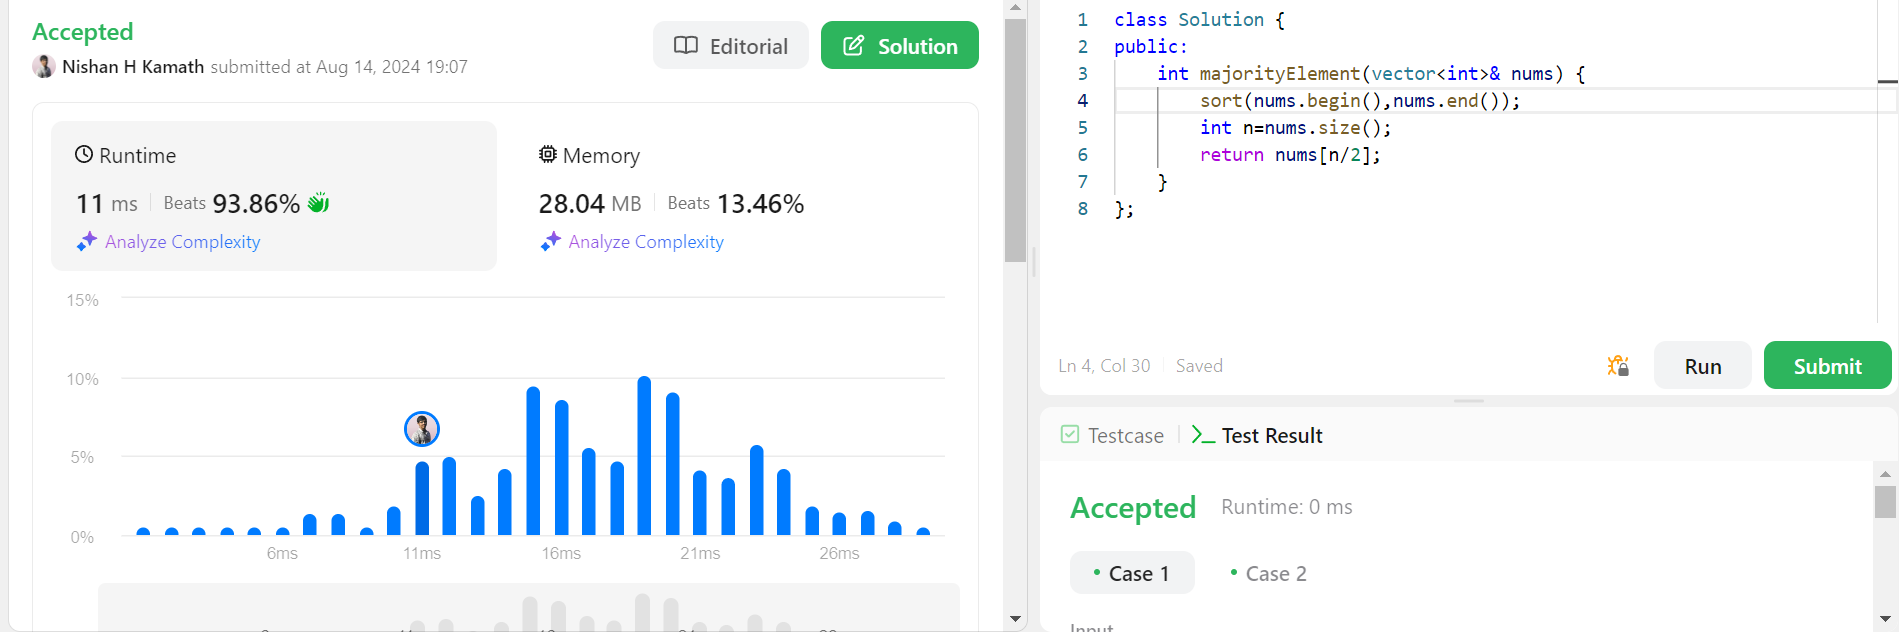 Accepted
Nishan H Kamath submitted at Aug 14, 2024 19:07
Editorial
Solution
Runtime
11 ms Beats 93.86%
Analyze Complexity
Memory
28.04 MB Beats 13.46%
Analyze Complexity
15%
10%
5%
0%
6ms 11ms 16ms 21ms 26ms
1 class Solution {
2 public:
3     int majorityElement(vector<int>& nums) {
4         sort(nums.begin(),nums.end());
5         int n=nums.size();
6         return nums[n/2];
7     }
8 };
Ln 4, Col 30 Saved
Run
Submit
Testcase
Test Result
Accepted Runtime: 0 ms
Case 1 Case 2
Input